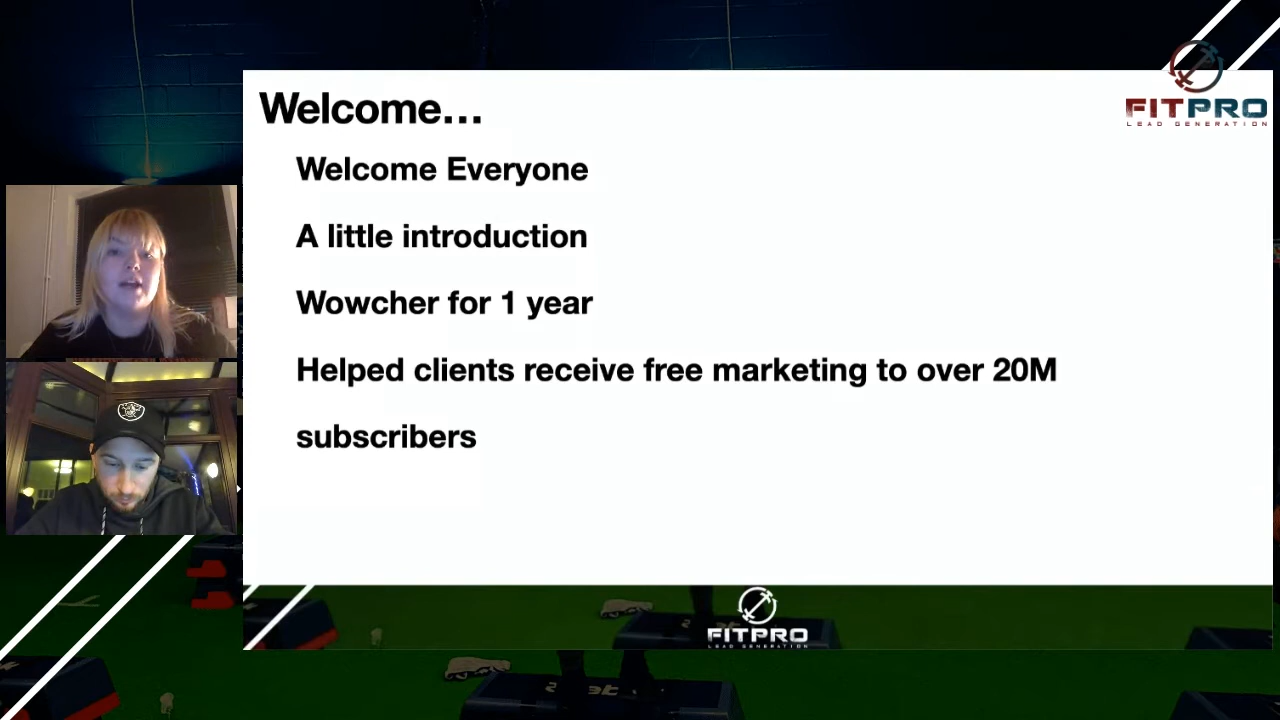 Welcome...
FITPRO
LEAD GENERATION
Welcome Everyone
A little introduction
Wowcher for 1 year
Helped clients receive free marketing to over 20M
subscribers
FITPRO
LEAD GENERATION